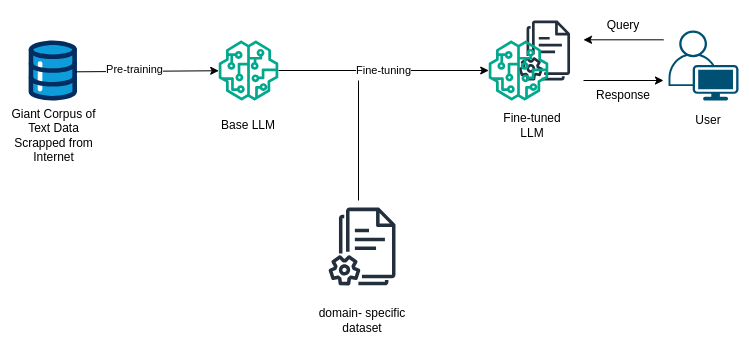 Query
Pre-training
Fine-tuning
Response
Giant Corpus of
Text Data
Scrapped from
Internet
Base LLM
Fine-tuned
LLM
User
domain- specific
dataset